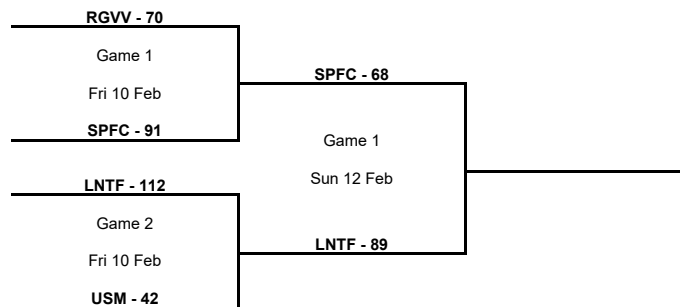 RGVV - 70
Game 1
Fri 10 Feb
SPFC - 91
SPFC - 68
Game 1
Sun 12 Feb
LNTF - 89
LNTF - 112
Game 2
Fri 10 Feb
USM - 42